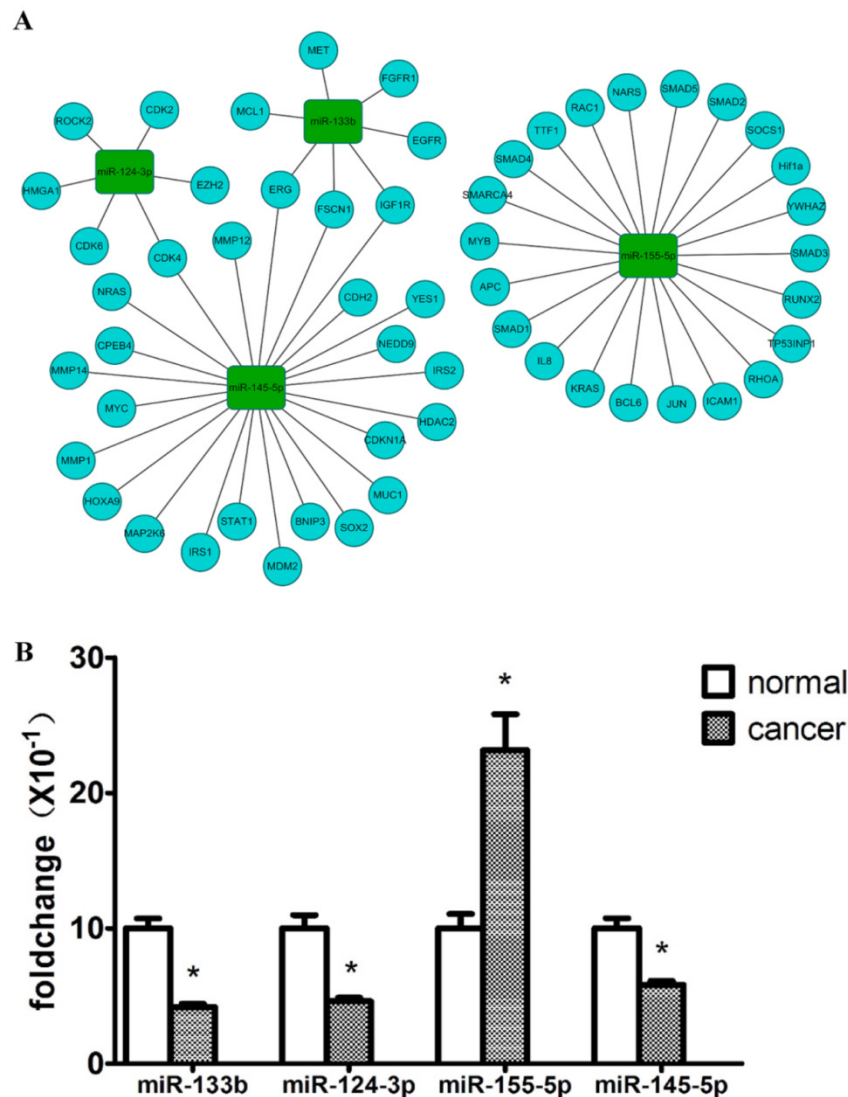 A
MET
FGFR1
MCL1
miR-133b
EGFR
CDK2
ROCK2
miR-124-3p
HMGA1
EZH2
CDK6
CDK4
ERG
FSCN1
IGF1R
MMP12
NRAS
CDH2
YES1
CPEB4
NEDD9
MMP14
miR-145-5p
IRS2
MYC
HDAC2
CDKN1A
MMP1
HOXA9
MUC1
MAP2K6
STAT1
BNIP3
SOX2
IRS1
MDM2
NARS
SMAD5
RAC1
SMAD2
TTF1
SOCS1
SMAD4
Hif1a
SMARCA4
YWHAZ
MYB
miR-155-5p
SMAD3
APC
RUNX2
SMAD1
TP53INP1
IL8
RHOA
KRAS
ICAM1
BCL6
JUN
B
foldchange (X10-1)
30
20
10
0
*
*
*
*
normal
cancer
miR-133b
miR-124-3p
miR-155-5p
miR-145-5p